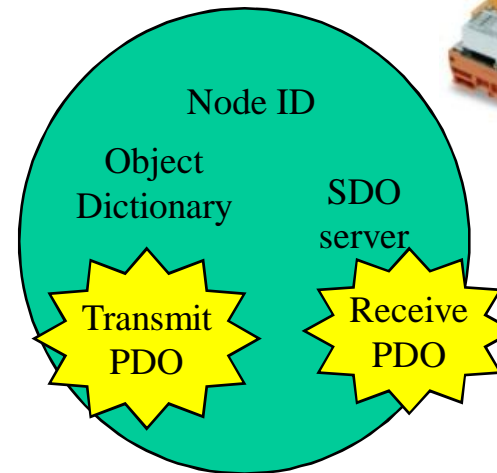 Node ID
Object
Dictionary
SDO
server
Transmit
PDO
Receive
PDO